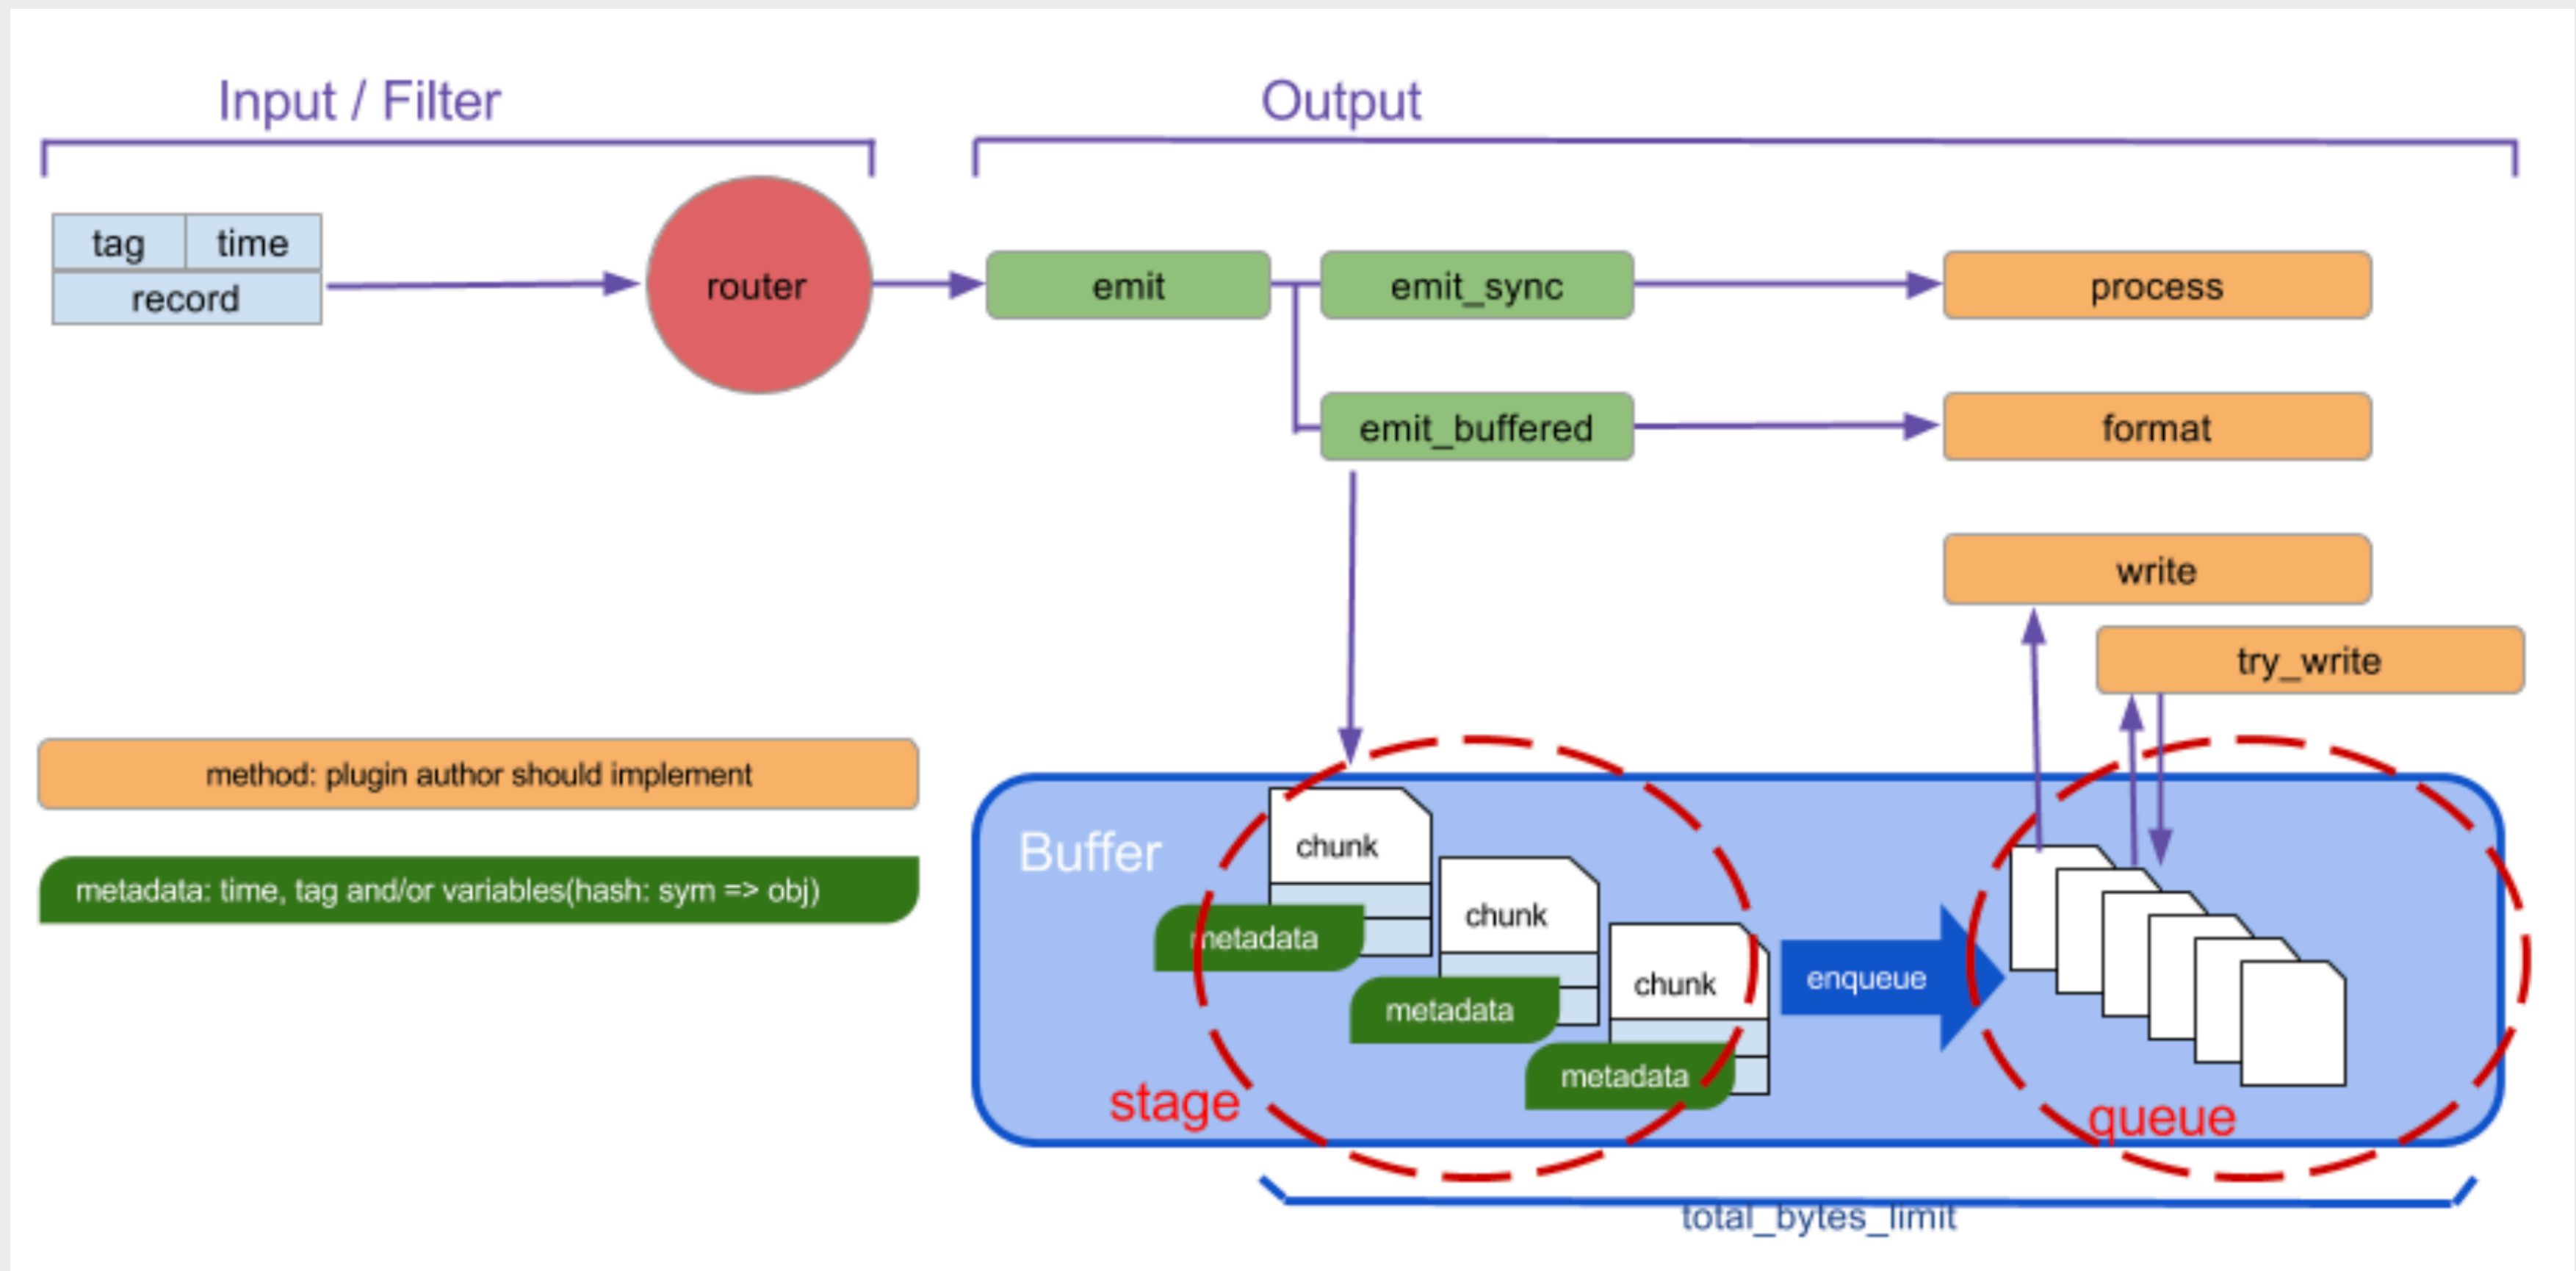 Input / Filter
Output
tag
time
record
router
emit
emit_sync
process
emit_buffered
format
write
try_write
method: plugin author should implement
metadata: time, tag and/or variables(hash: sym => obj)
Buffer
chunk
metadata
chunk
metadata
chunk
metadata
enqueue
stage
queue
total_bytes_limit